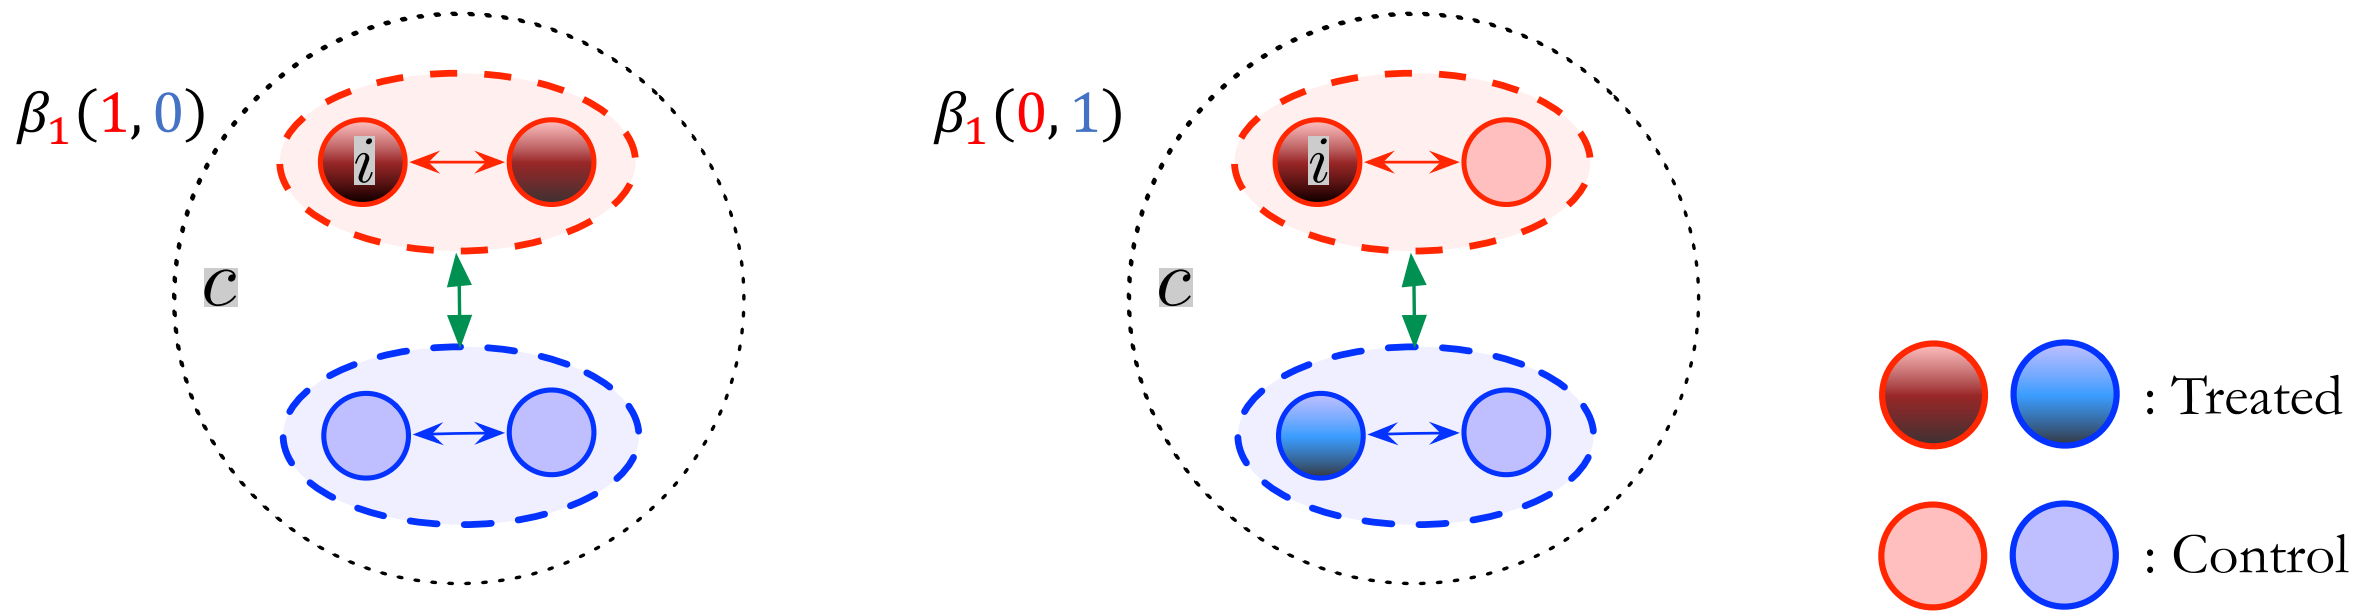 β₁(1, 0)
i
c
β₁(0, 1)
i
c
: Treated
: Control